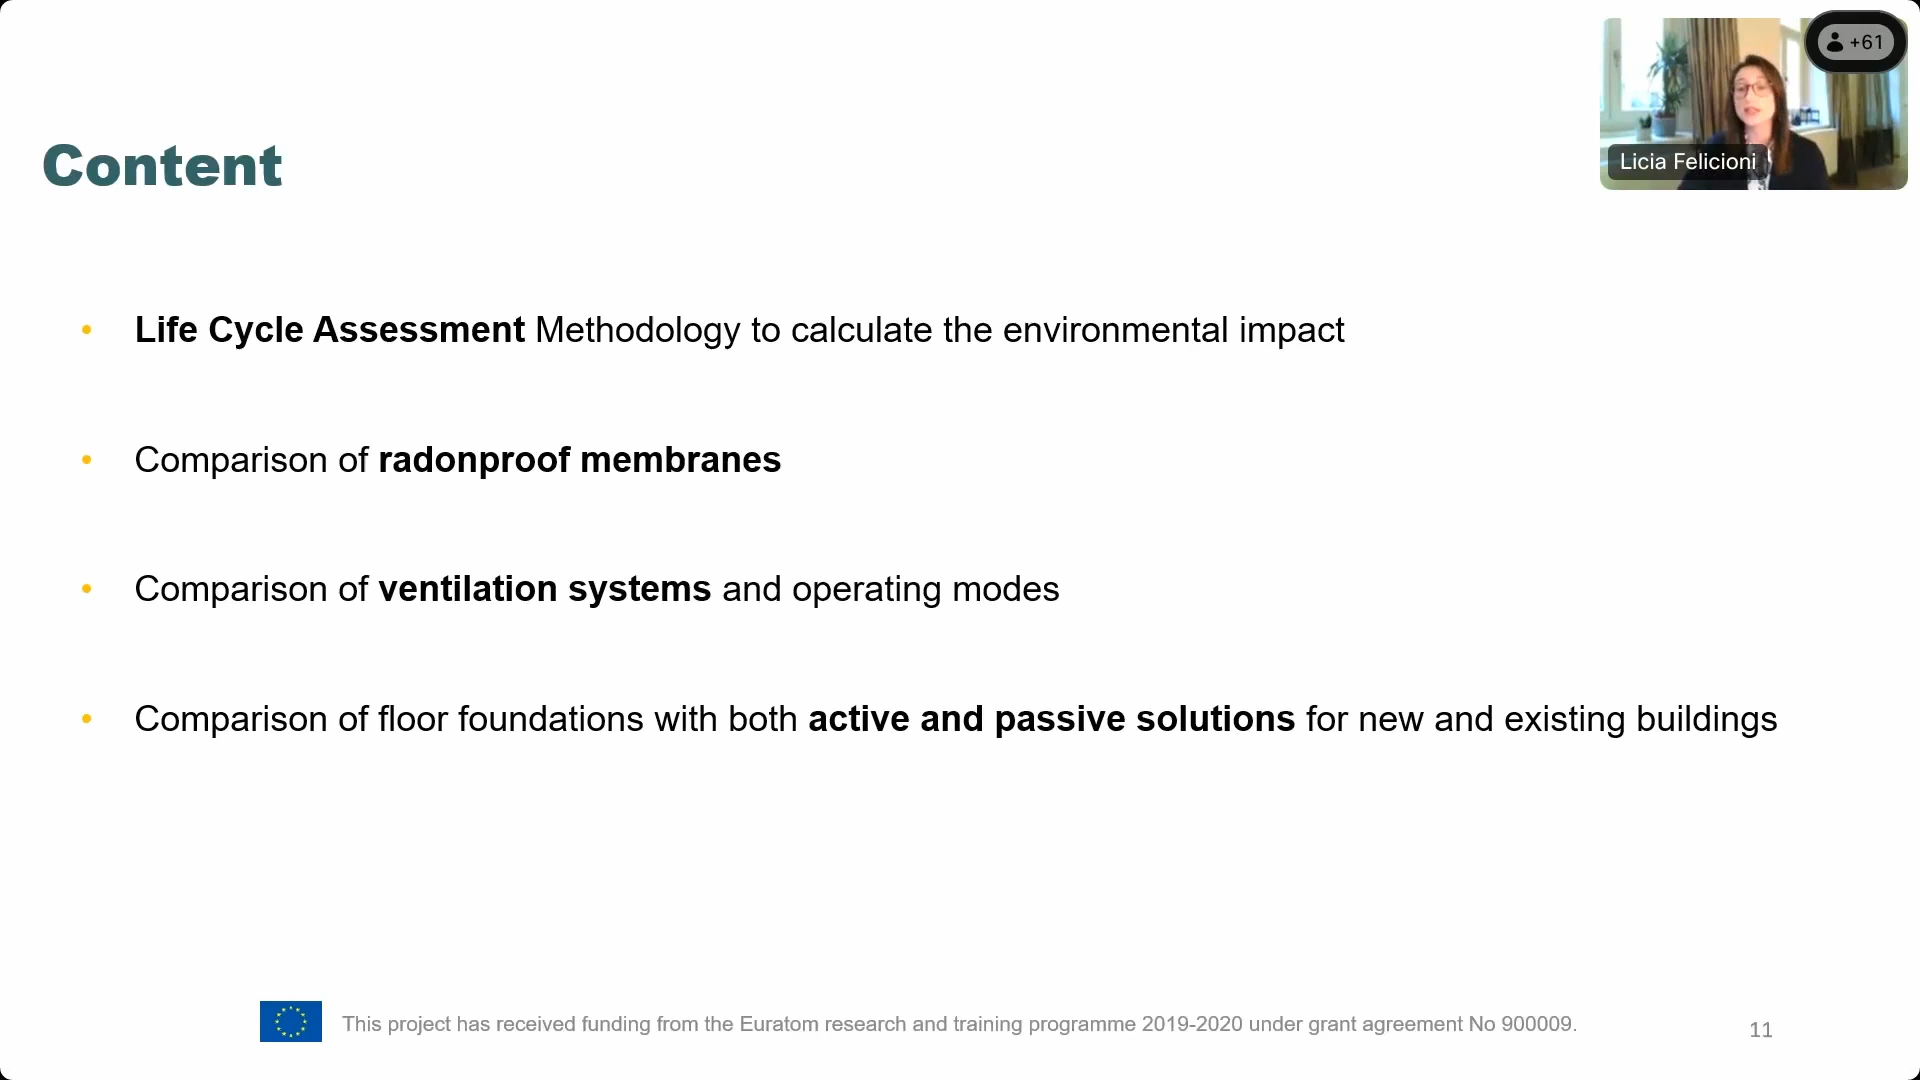 +61
Licia Felicioni
Content
• Life Cycle Assessment Methodology to calculate the environmental impact
• Comparison of radonproof membranes
• Comparison of ventilation systems and operating modes
• Comparison of floor foundations with both active and passive solutions for new and existing buildings
This project has received funding from the Euratom research and training programme 2019-2020 under grant agreement No 900009.
11